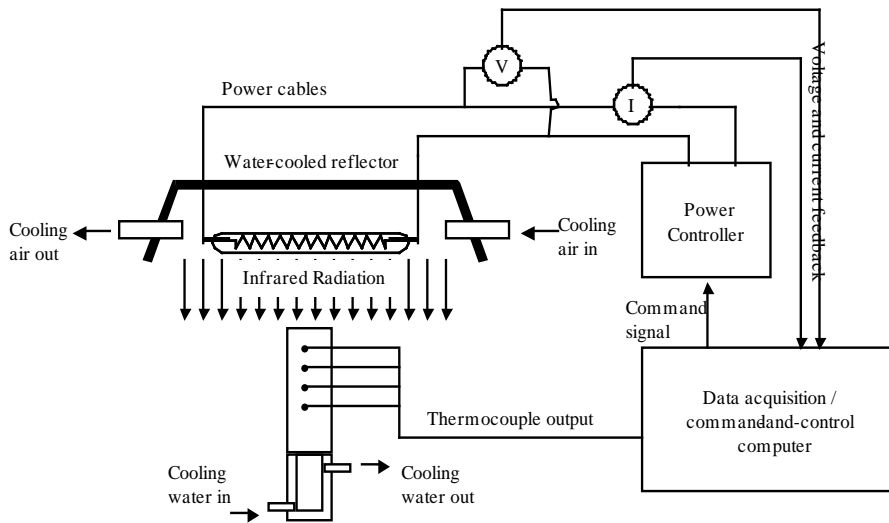 V
Power cables
I
Voltage and current feedback
Water-cooled reflector
Cooling
air out
Cooling
air in
Power
Controller
Infrared Radiation
Command
signal
Data acquisition /
command-and-control
computer
Thermocouple output
Cooling
water in
Cooling
water out